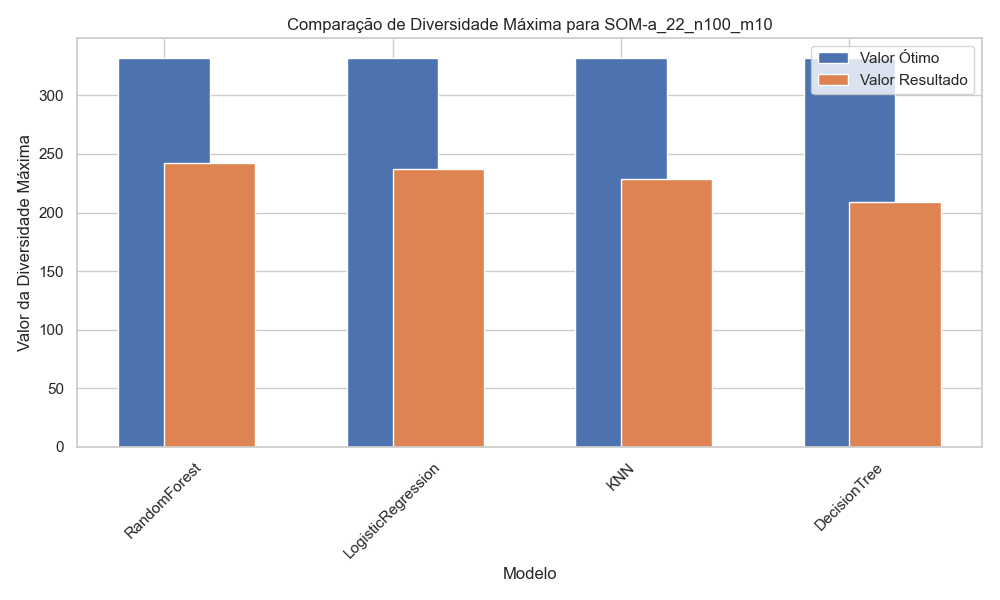 Comparação de Diversidade Máxima para SOM-a_22_n100_m10
Valor Ótimo
Valor Resultado
Valor da Diversidade Máxima
300
250
200
150
100
50
0
RandomForest
LogisticRegression
KNN
DecisionTree
Modelo